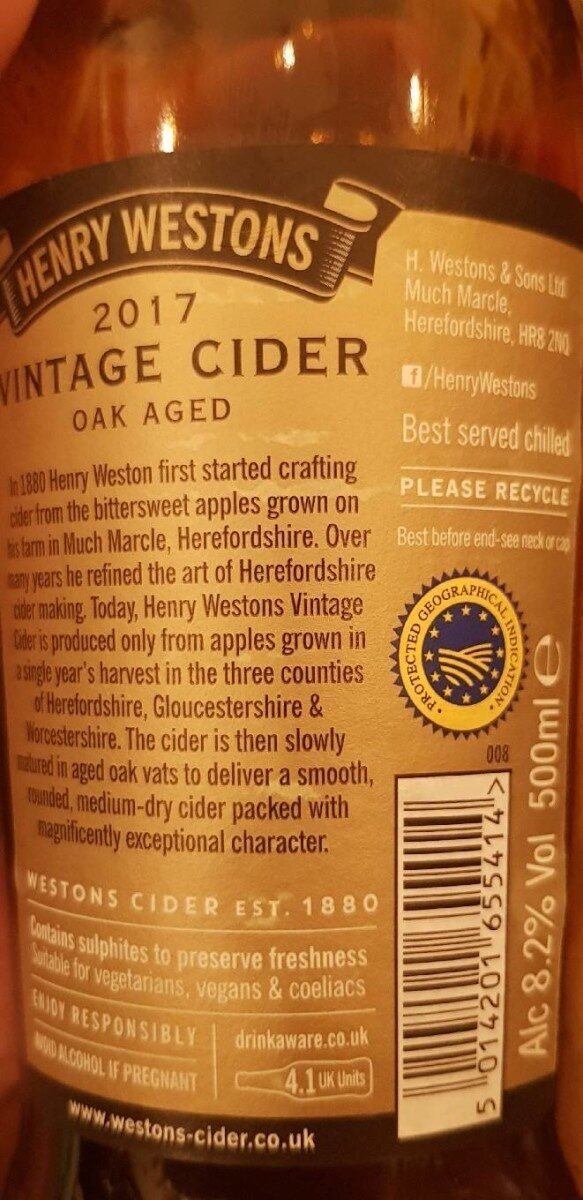 HENRY WESTONS
2017
VINTAGE CIDER
OAK AGED
In 1880 Henry Weston first started crafting
cider from the bittersweet apples grown on
his farm in Much Marcle, Herefordshire. Over
many years he refined the art of Herefordshire
cider making. Today, Henry Westons Vintage
Cider is produced only from apples grown in
a single year's harvest in the three counties
of Herefordshire, Gloucestershire &
Worcestershire. The cider is then slowly
matured in aged oak vats to deliver a smooth,
rounded, medium-dry cider packed with
magnificently exceptional character.
WESTONS CIDER EST. 1880
Contains sulphites to preserve freshness
Suitable for vegetarians, vegans & coeliacs
ENJOY RESPONSIBLY
AVOID ALCOHOL IF PREGNANT
drinkaware.co.uk
4.1 UK Units
www.westons-cider.co.uk
H. Westons & Sons Ltd
Much Marcle,
Herefordshire, HR8 2NQ
f/HenryWestons
Best served chilled
PLEASE RECYCLE
Best before end-see neck or cap
PROTECTED GEOGRAPHICAL INDICATION
008
5 014201 655414 >
Alc 8.2% Vol 500ml e